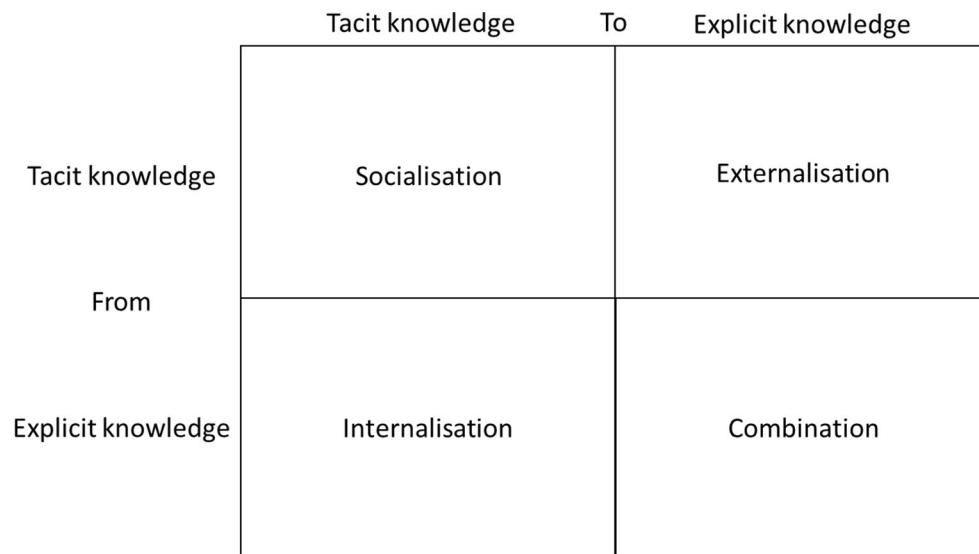 Tacit knowledge To Explicit knowledge
Tacit knowledge Socialisation Externalisation
From
Explicit knowledge Internalisation Combination